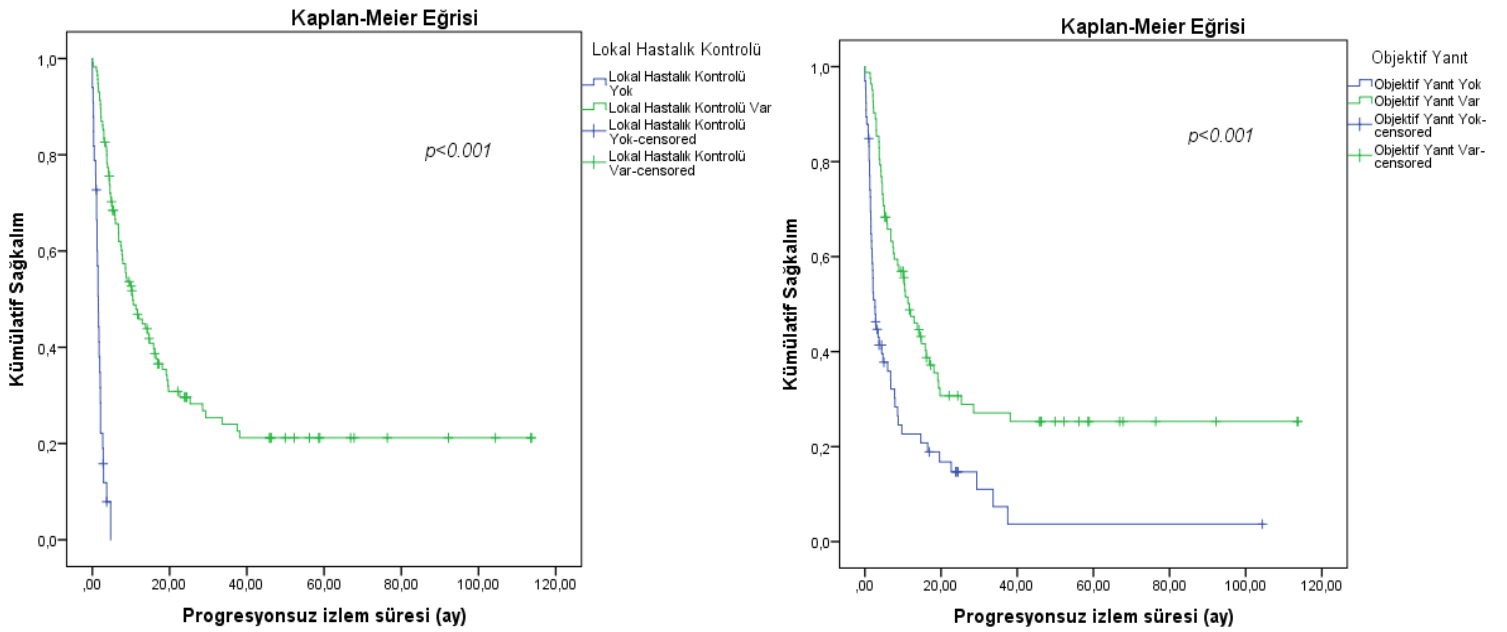 Kaplan-Meier Eğrisi
Lokal Hastalık Kontrolü
Lokal Hastalık Kontrolü
Yok
Lokal Hastalık Kontrolü Var
Lokal Hastalık Kontrolü
Yok-censored
Lokal Hastalık Kontrolü
Var-censored
p<0.001
Kümülatif Sağkalım
1,0
0,8
0,6
0,4
0,2
0,0
,00 20,00 40,00 60,00 80,00 100,00 120,00
Progresyonsuz izlem süresi (ay)
Kaplan-Meier Eğrisi
Objektif Yanıt
Objektif Yanıt Yok
Objektif Yanıt Var
Objektif Yanıt Yok-
censored
Objektif Yanıt Var-
censored
p<0.001
Kümülatif Sağkalım
1,0
0,8
0,6
0,4
0,2
0,0
,00 20,00 40,00 60,00 80,00 100,00 120,00
Progresyonsuz izlem süresi (ay)